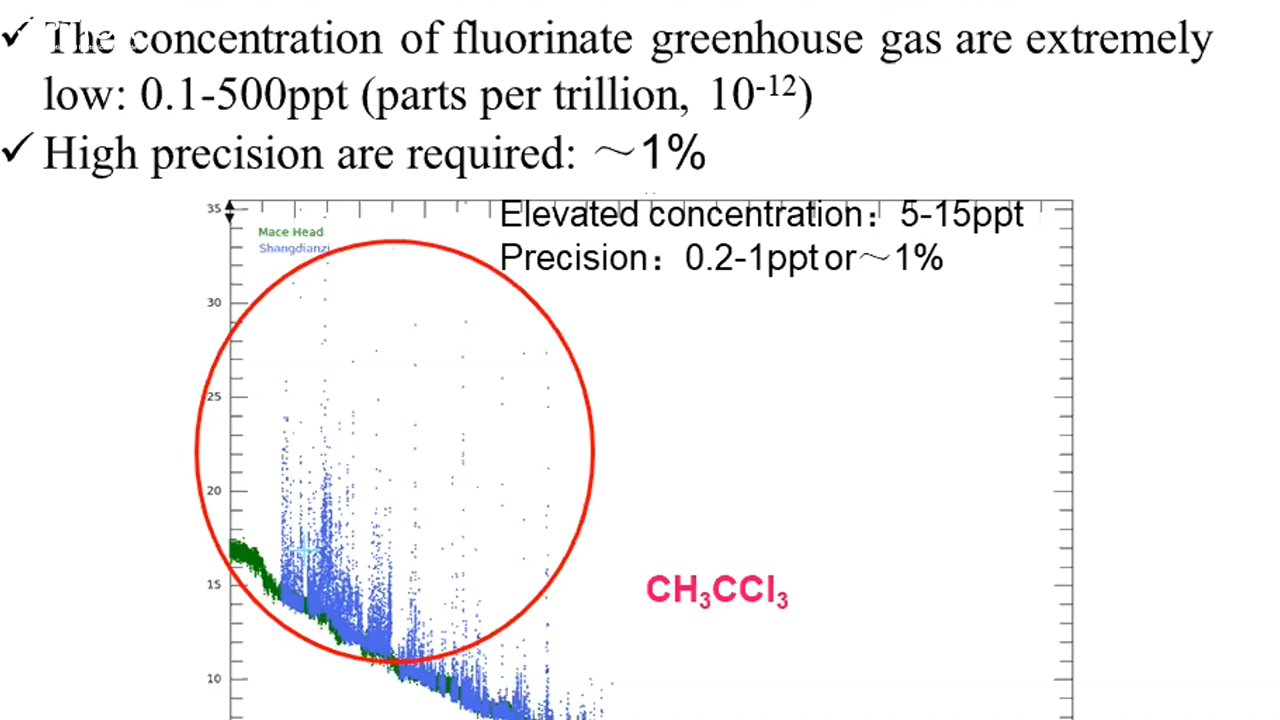 ✓ The concentration of fluorinate greenhouse gas are extremely
low: 0.1-500ppt (parts per trillion, 10⁻¹²)
✓ High precision are required: ～1%
Elevated concentration： 5-15ppt
Precision： 0.2-1ppt or～1%
Mace Head
Shangdianzi
35
30
25
20
15
10
CH₃CCl₃